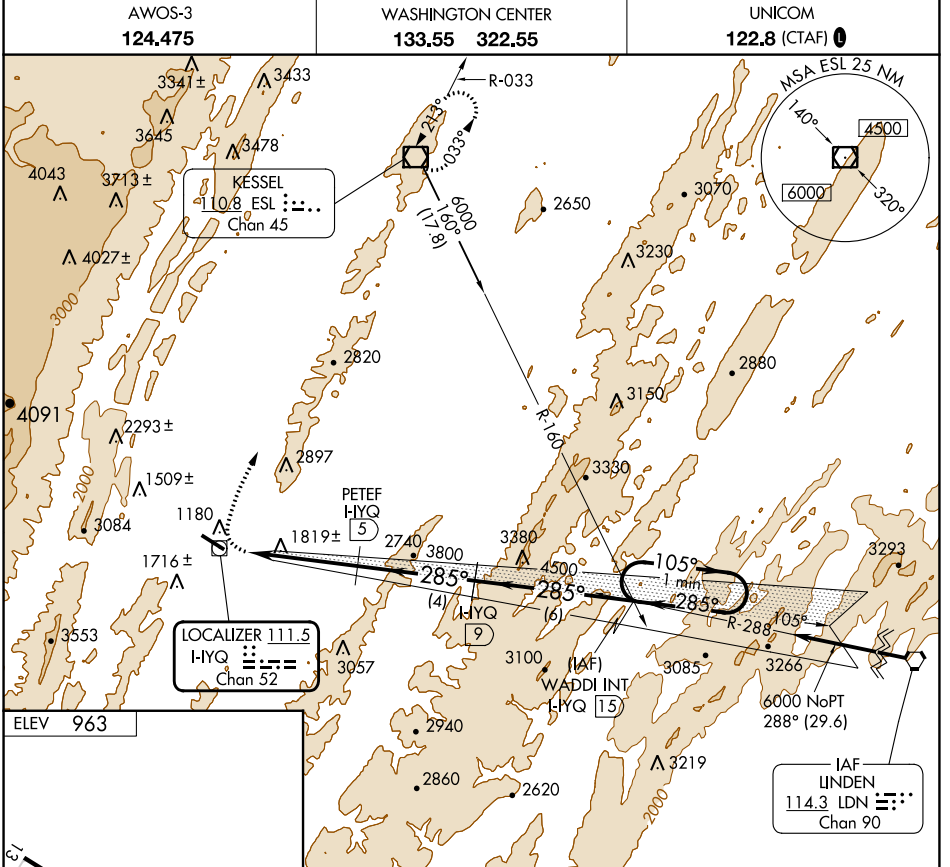 AWOS-3
124.475
WASHINGTON CENTER
133.55 322.55
UNICOM
122.8 (CTAF) L
3341±
3433
R-033
MSA ESL 25 NM
3645
213°
033°
140°
4500
3478
4043
3713±
KESSEL
110.8 ESL
Chan 45
6000
160°
(17.8)
2650
3070
6000
320°
4027±
3230
3000
2820
2880
4091
3150
R-160
2293±
2897
3330
1509±
2000
3084
PETEF
I-IYQ
5
1180
1819±
2740
3800
3380
4500
105°
1 min
3293
1716±
285°
(4)
285°
(6)
285°
R-288
105°
I-IYQ
9
3553
LOCALIZER 111.5
I-IYQ
Chan 52
3057
3100
(IAF)
WADDI INT
I-IYQ 15
3085
3266
6000 NoPT
288° (29.6)
ELEV 963
2940
3219
2860
2620
2000
IAF
LINDEN
114.3 LDN
Chan 90
13